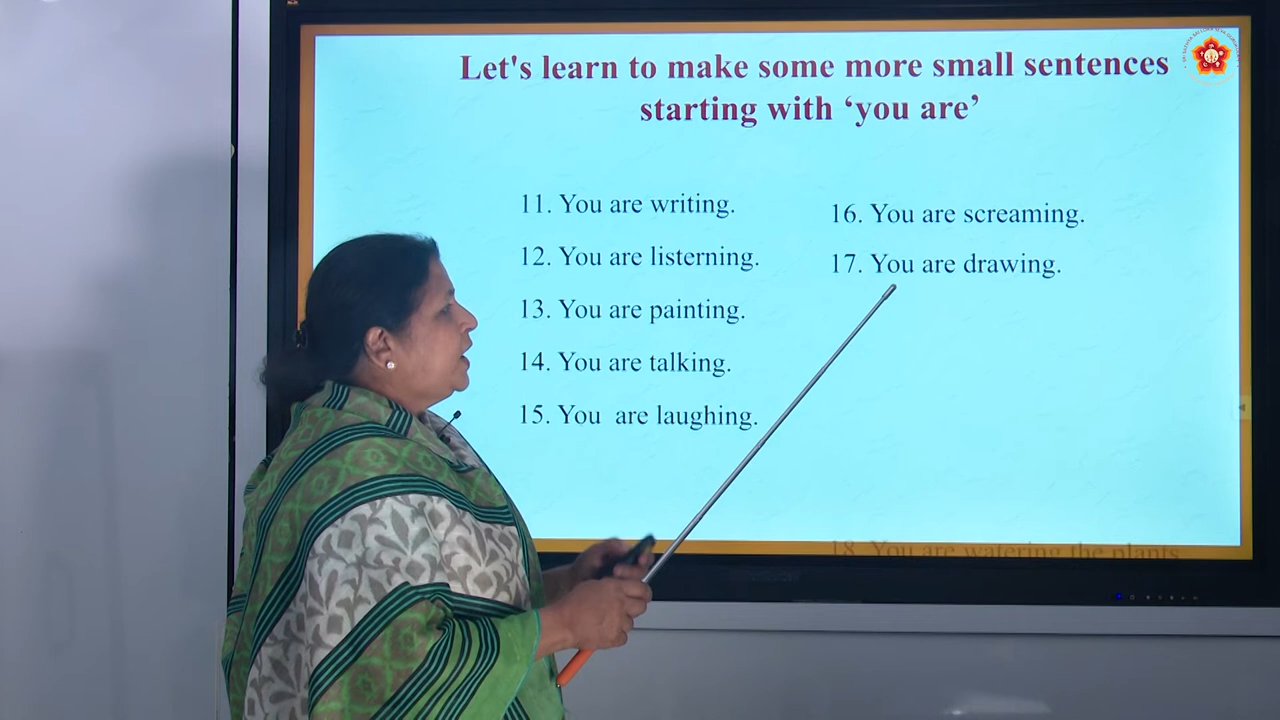 Let's learn to make some more small sentences
starting with ‘you are’
11. You are writing.
12. You are listerning.
13. You are painting.
14. You are talking.
15. You are laughing.
16. You are screaming.
17. You are drawing.
18. You are watering the plants